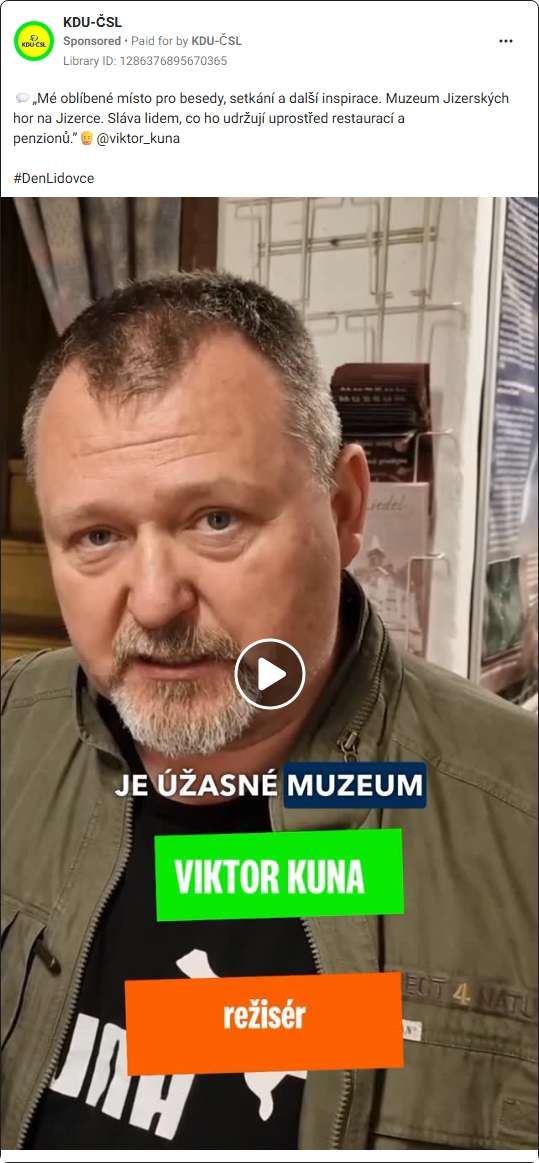 KDU-ČSL
Sponsored • Paid for by KDU-ČSL
Library ID: 1286376895670365
„Mé oblíbené místo pro besedy, setkání a další inspirace. Muzeum Jizerských
hor na Jizerce. Sláva lidem, co ho udržují uprostřed restaurací a
penzionů.“ @viktor_kuna
#DenLidovce
JE ÚŽASNÉ MUZEUM
VIKTOR KUNA
režisér